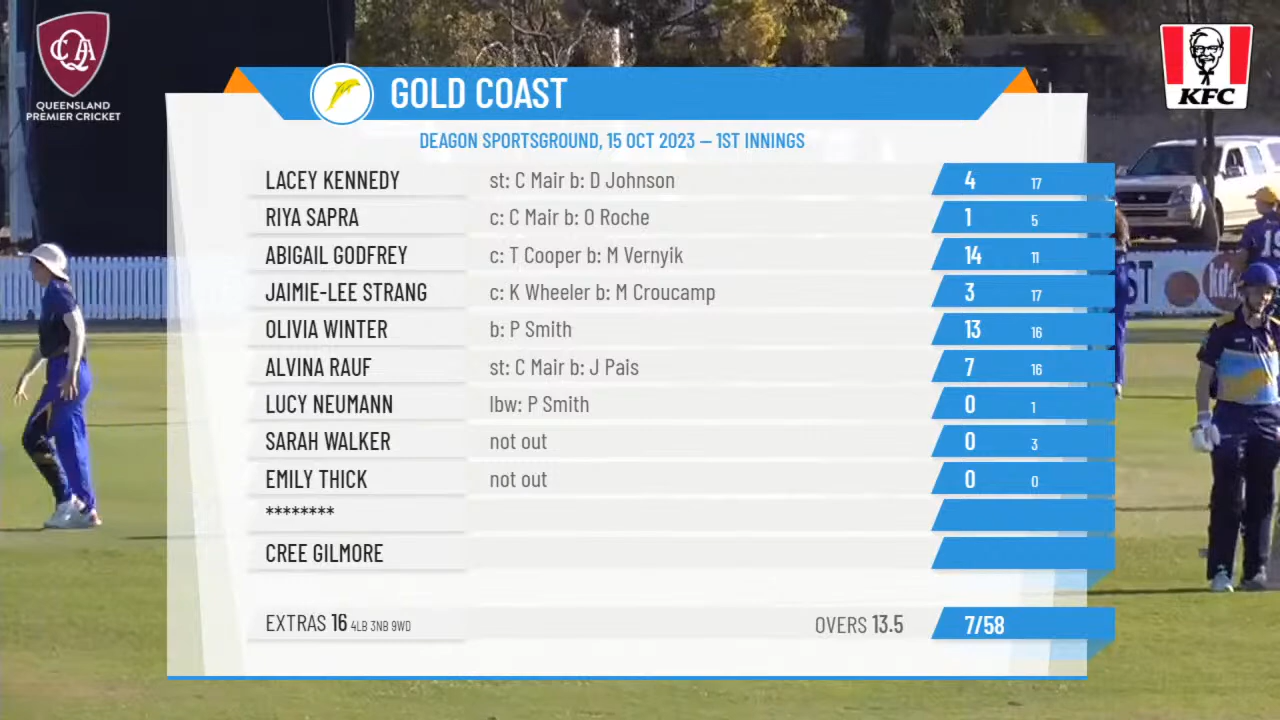 QUEENSLAND
PREMIER CRICKET
KFC
GOLD COAST
DEAGON SPORTSGROUND, 15 OCT 2023 – 1ST INNINGS
LACEY KENNEDY st: C Mair b: D Johnson 4 17
RIYA SAPRA c: C Mair b: O Roche 1 5
ABIGAIL GODFREY c: T Cooper b: M Vernyik 14 11
JAIMIE-LEE STRANG c: K Wheeler b: M Croucamp 3 17
OLIVIA WINTER b: P Smith 13 16
ALVINA RAUF st: C Mair b: J Pais 7 16
LUCY NEUMANN lbw: P Smith 0 1
SARAH WALKER not out 0 3
EMILY THICK not out 0 0
********
CREE GILMORE
EXTRAS 16 4LB 3NB 9WD OVERS 13.5 7/58